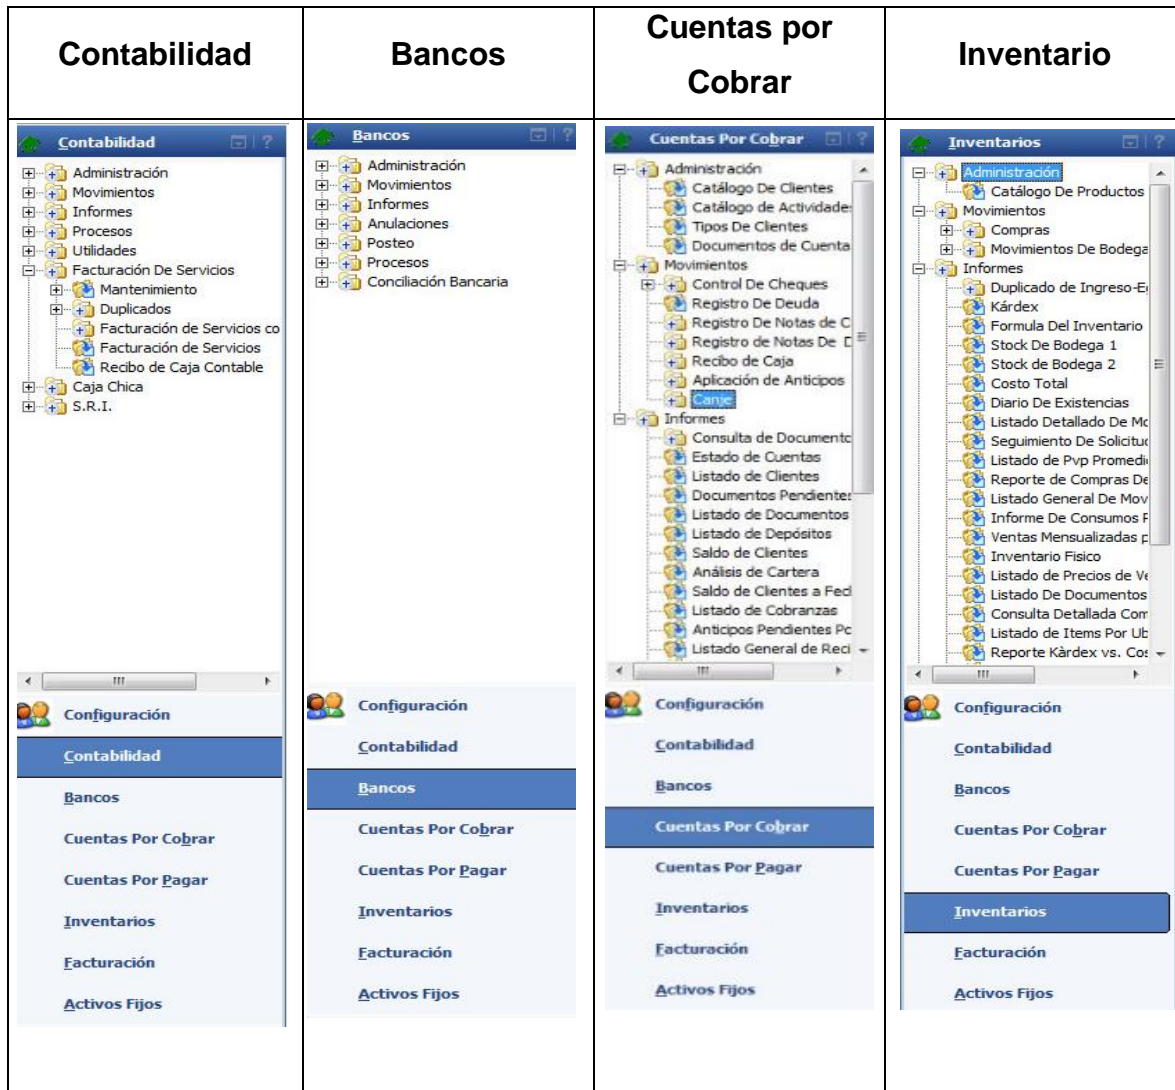 Contabilidad
Bancos
Cuentas por
Cobrar
Inventario
Contabilidad
?
Administración
Movimientos
Informes
Procesos
Utilidades
Facturación De Servicios
Mantenimiento
Duplicados
Facturación de Servicios co
Facturación de Servicios
Recibo de Caja Contable
Caja Chica
S.R.I.
Configuración
Contabilidad
Bancos
Cuentas Por Cobrar
Cuentas Por Pagar
Inventarios
Facturación
Activos Fijos
Bancos
?
Administración
Movimientos
Informes
Anulaciones
Posteo
Procesos
Conciliación Bancaria
Configuración
Contabilidad
Bancos
Cuentas Por Cobrar
Cuentas Por Pagar
Inventarios
Facturación
Activos Fijos
Cuentas Por Cobrar
?
Administración
Catálogo De Clientes
Catálogo de Actividade
Tipos De Clientes
Documentos de Cuenta
Movimientos
Control De Cheques
Registro De Deuda
Registro De Notas de C
Registro de Notas De D
Recibo de Caja
Aplicación de Anticipos
Canje
Informes
Consulta de Documento
Estado de Cuentas
Listado de Clientes
Documentos Pendientes
Listado de Documentos
Listado de Depósitos
Saldo de Clientes
Análisis de Cartera
Saldo de Clientes a Fech
Listado de Cobranzas
Anticipos Pendientes Po
Listado General de Reci
Configuración
Contabilidad
Bancos
Cuentas Por Cobrar
Cuentas Por Pagar
Inventarios
Facturación
Activos Fijos
Inventarios
?
Administración
Catálogo De Productos
Movimientos
Compras
Movimientos De Bodega
Informes
Duplicado de Ingreso-E
Kárdex
Formula Del Inventario
Stock De Bodega 1
Stock de Bodega 2
Costo Total
Diario De Existencias
Listado Detallado De Mo
Seguimiento De Solicitud
Listado de Pvp Promedi
Reporte de Compras De
Listado General De Mov
Informe De Consumos P
Ventas Mensualizadas p
Inventario Fisico
Listado de Precios de Ve
Listado De Documentos
Consulta Detallada Com
Listado de Items Por Ub
Reporte Kàrdex vs. Cos
Configuración
Contabilidad
Bancos
Cuentas Por Cobrar
Cuentas Por Pagar
Inventarios
Facturación
Activos Fijos